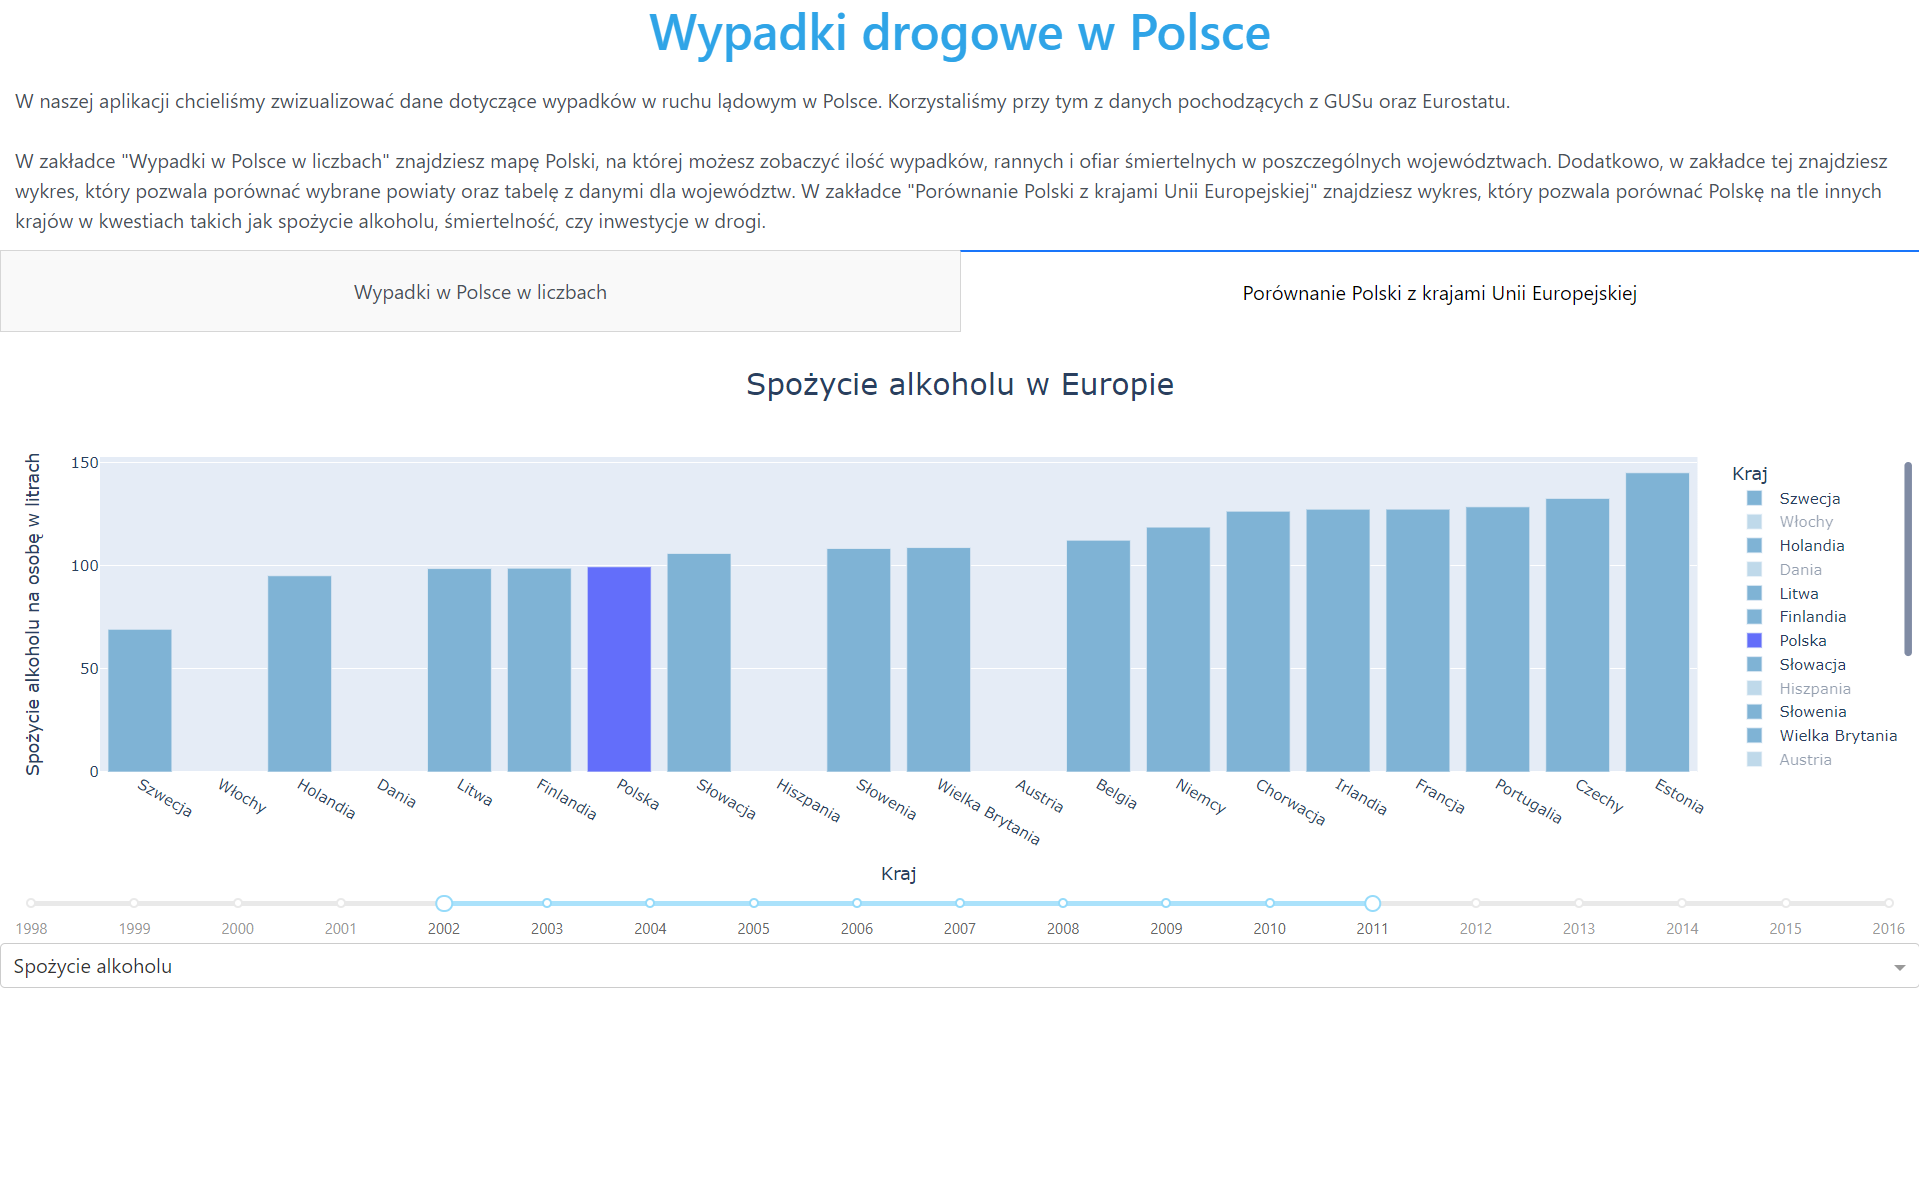 Wypadki drogowe w Polsce
W naszej aplikacji chcieliśmy zwizualizować dane dotyczące wypadków w ruchu lądowym w Polsce. Korzystaliśmy przy tym z danych pochodzących z GUSu oraz Eurostatu.
W zakładce "Wypadki w Polsce w liczbach" znajdziesz mapę Polski, na której możesz zobaczyć ilość wypadków, rannych i ofiar śmiertelnych w poszczególnych województwach. Dodatkowo, w zakładce tej znajdziesz
wykres, który pozwala porównać wybrane powiaty oraz tabelę z danymi dla województw. W zakładce "Porównanie Polski z krajami Unii Europejskiej" znajdziesz wykres, który pozwala porównać Polskę na tle innych
krajów w kwestiach takich jak spożycie alkoholu, śmiertelność, czy inwestycje w drogi.
Wypadki w Polsce w liczbach
Porównanie Polski z krajami Unii Europejskiej
Spożycie alkoholu w Europie
Spożycie alkoholu na osobę w litrach
150
100
50
0
Szwecja
Włochy
Holandia
Dania
Litwa
Finlandia
Polska
Słowacja
Hiszpania
Słowenia
Wielka Brytania
Austria
Belgia
Niemcy
Chorwacja
Irlandia
Francja
Portugalia
Czechy
Estonia
Kraj
Kraj
Szwecja
Włochy
Holandia
Dania
Litwa
Finlandia
Polska
Słowacja
Hiszpania
Słowenia
Wielka Brytania
Austria
1998 1999 2000 2001 2002 2003 2004 2005 2006 2007 2008 2009 2010 2011 2012 2013 2014 2015 2016
Spożycie alkoholu